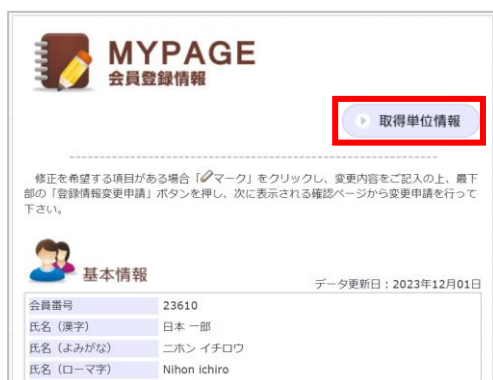 MYPAGE
会員登録情報
取得単位情報
修正を希望する項目がある場合「マーク」をクリックし、変更内容をご記入の上、最下
部の「登録情報変更申請」ボタンを押し、次に表示される確認ページから変更申請を行って
下さい。
基本情報
データ更新日：2023年12月01日
会員番号 23610
氏名（漢字） 日本 一部
氏名（よみがな） ニホン イチロウ
氏名（ローマ字） Nihon ichiro